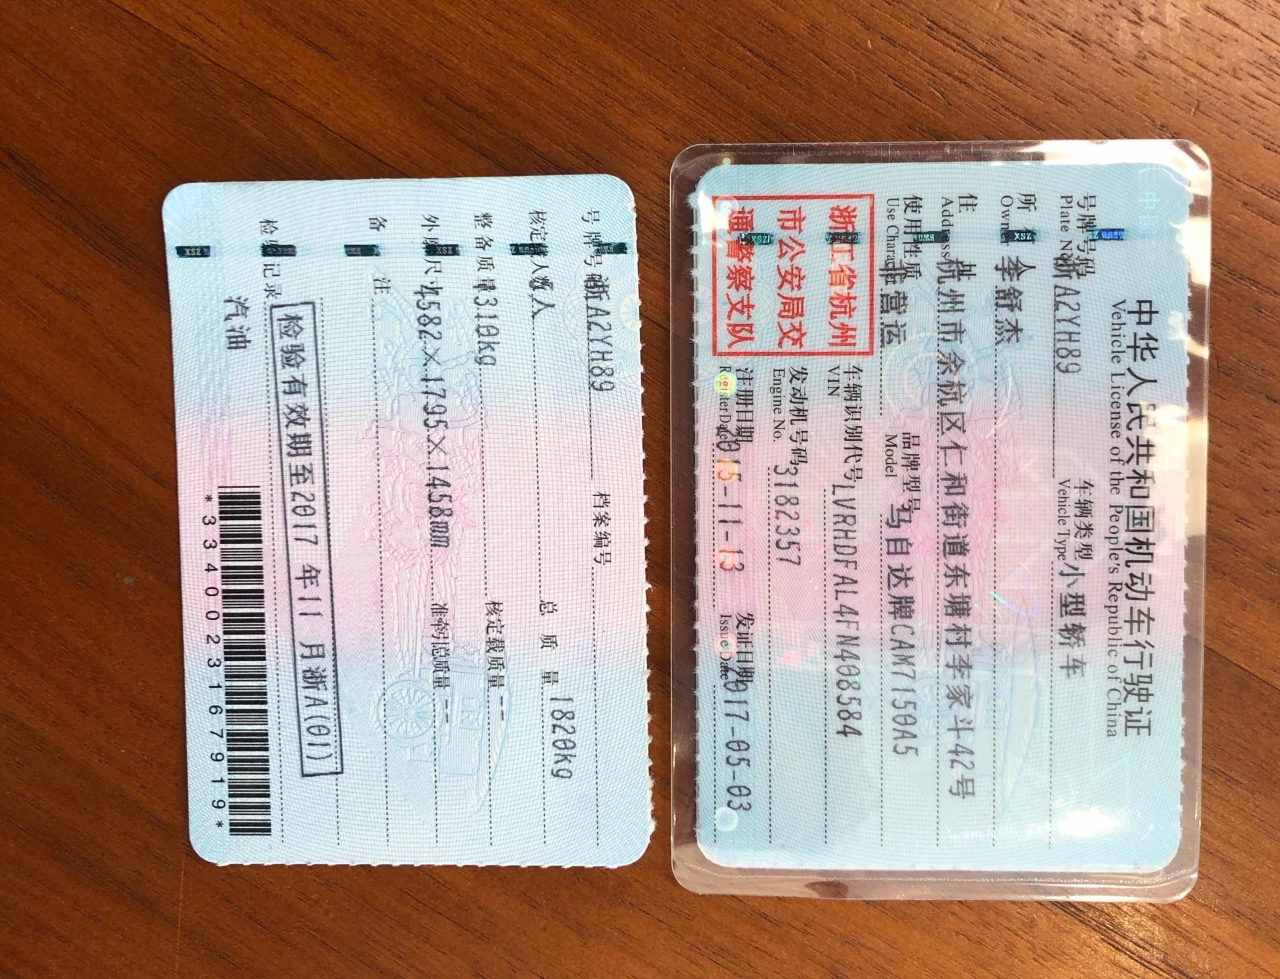 中华人民共和国机动车行驶证
Vehicle License of the People's Republic of China
号牌号码 浙A2YH89 车辆类型 小型轿车
Plate No. Vehicle Type
所有人 李舒杰
Owner
住址 杭州市余杭区仁和街道东塘村李家斗42号
Address
使用性质 非营运 品牌型号 马自达牌CAM7150A5
Use Character Model
浙江省杭州
市公安局交
通警察支队
车辆识别代号 LVRHDFAL4FN408584
VIN
发动机号码 3182357
Engine No.
注册日期 2015-11-13 发证日期 2017-05-03
Register Date Issue Date
号牌号码 浙A2YH89 档案编号
核定载人数 人 总质量 1820kg
整备质量 1310kg 核定载质量 --
外廓尺寸 4582×1795×1458mm 准牵引总质量 --
备注
检验记录
检验有效期至2017年11月浙A(01)
汽油
*3340023167919*